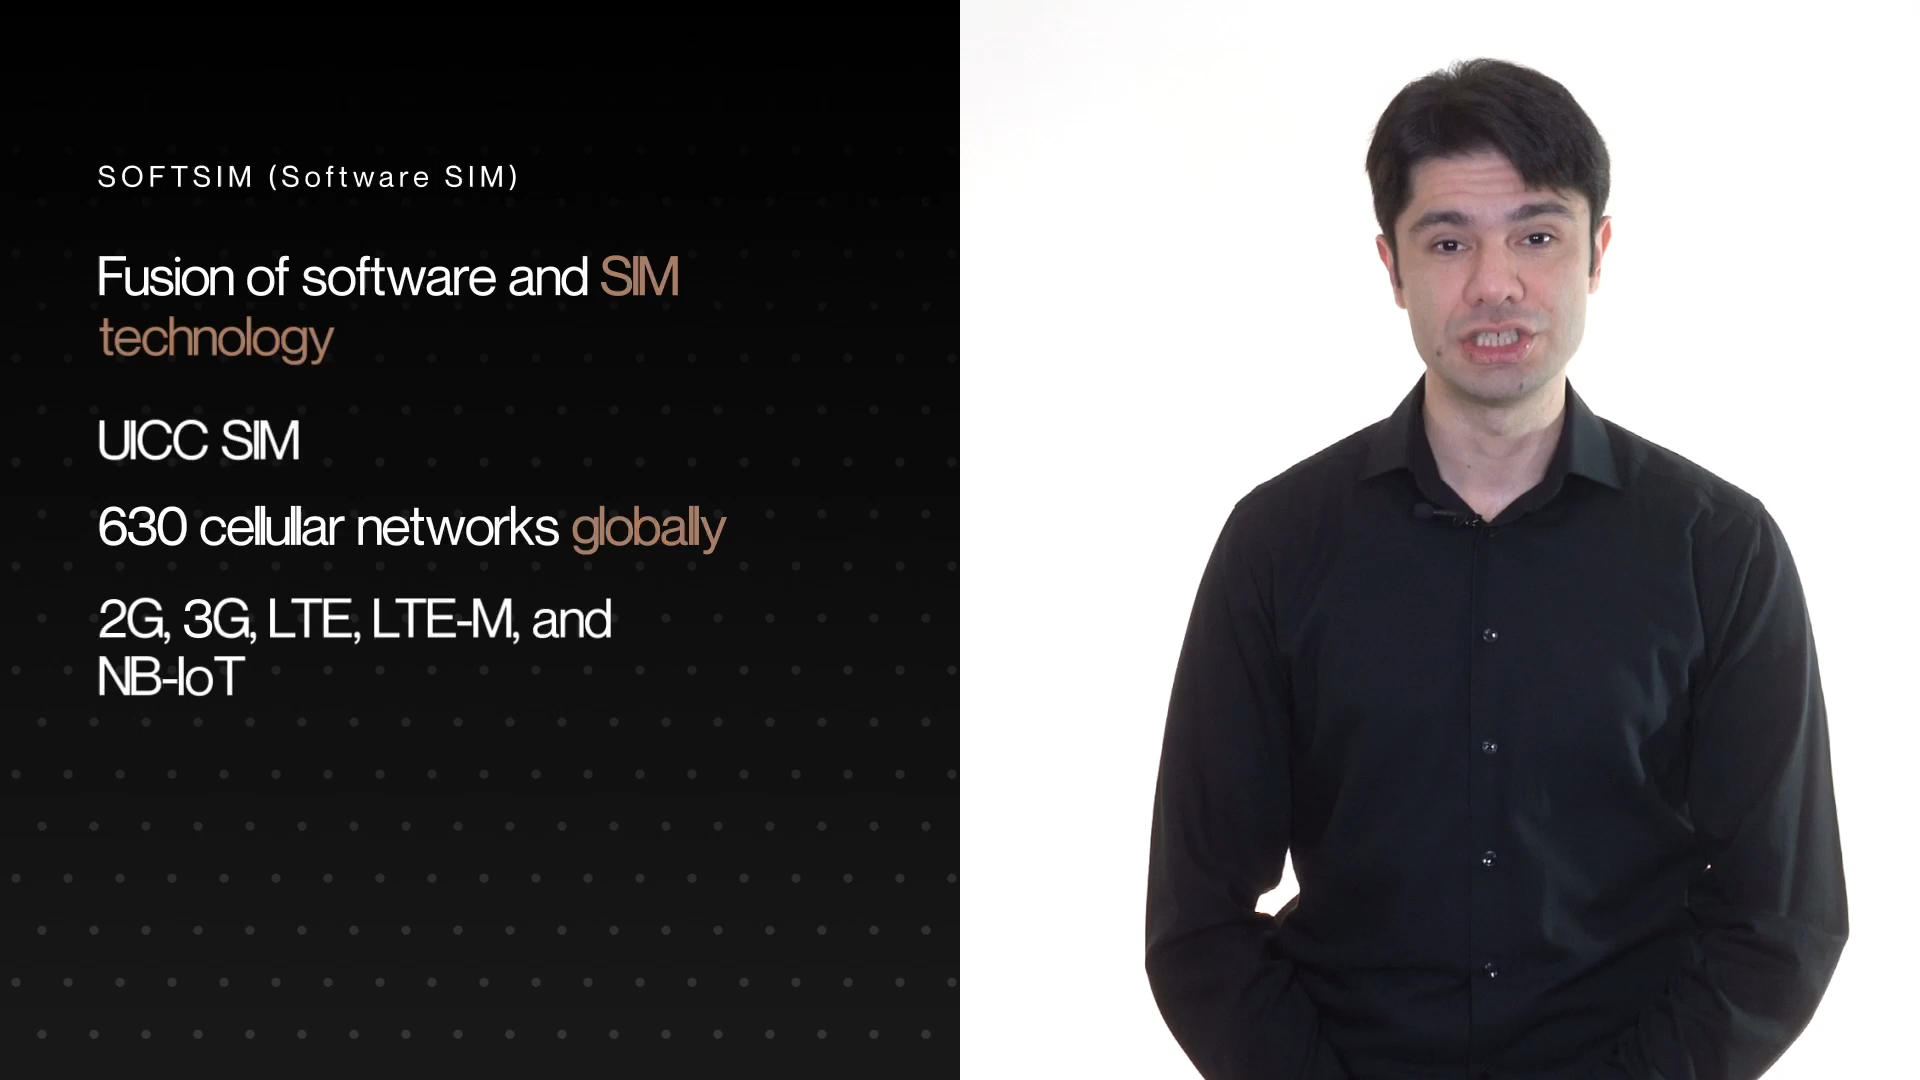 SOFTSIM (Software SIM)
Fusion of software and SIM
technology
UICC SIM
630 cellular networks globally
2G, 3G, LTE, LTE-M, and
NB-IoT